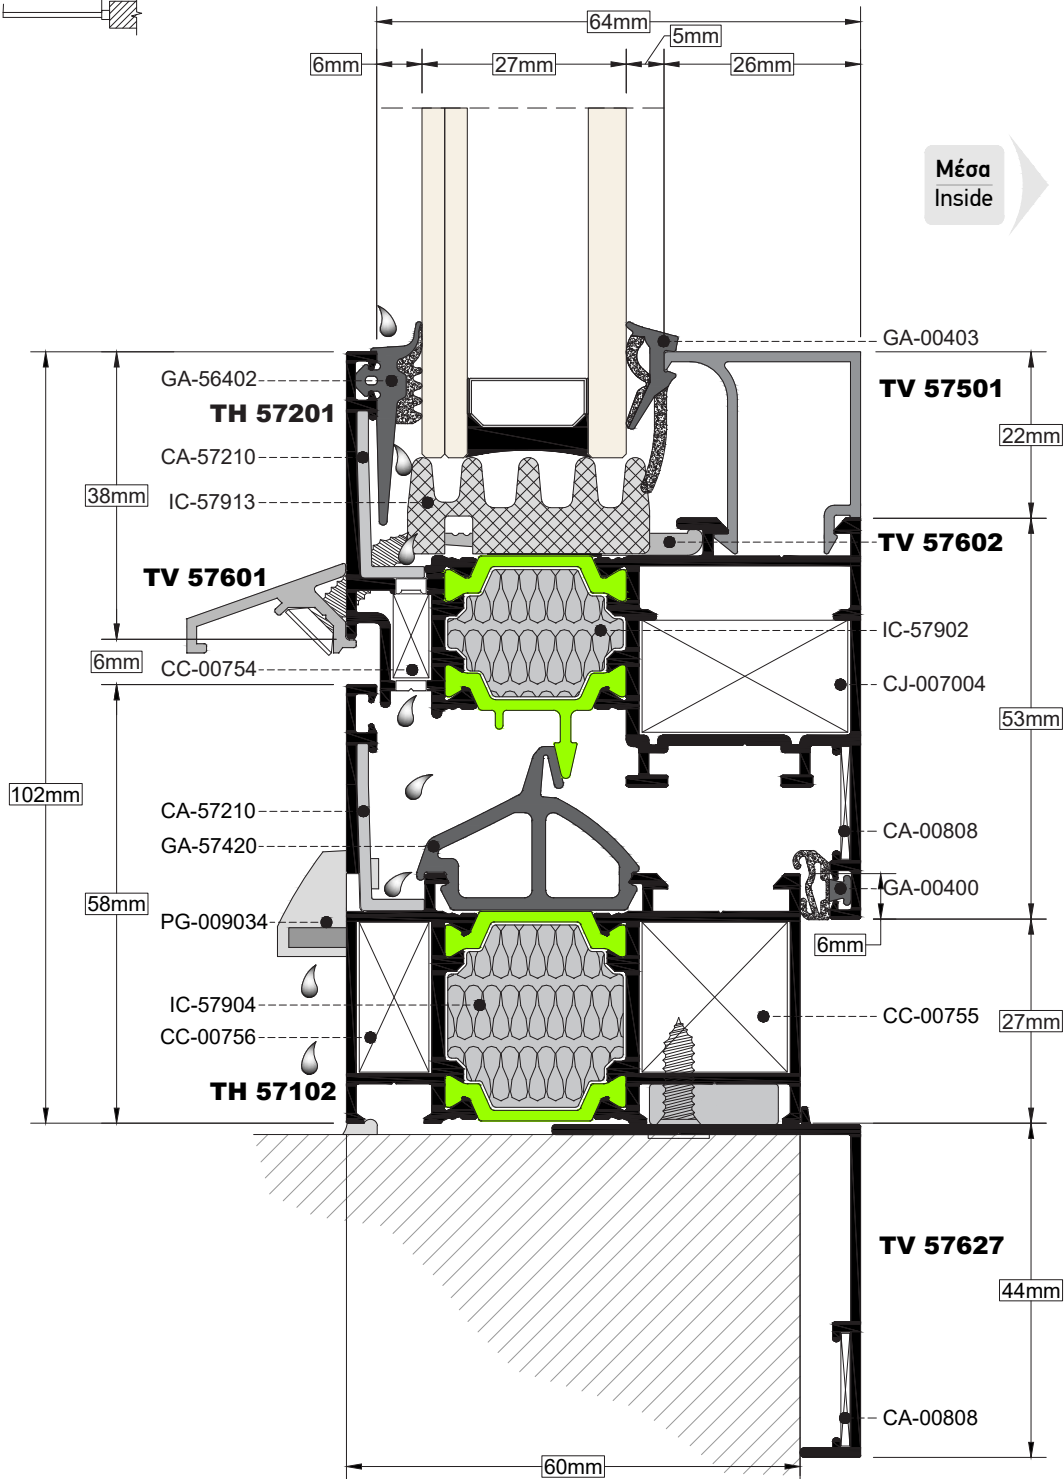 64mm
5mm
6mm
27mm
26mm
Μέσα
Inside
GA-00403
GA-56402
TV 57501
TH 57201
22mm
CA-57210
38mm
IC-57913
TV 57602
TV 57601
IC-57902
6mm
CC-00754
CJ-007004
53mm
102mm
CA-57210
CA-00808
GA-57420
GA-00400
58mm
PG-009034
6mm
IC-57904
CC-00755
27mm
CC-00756
TH 57102
TV 57627
44mm
CA-00808
60mm